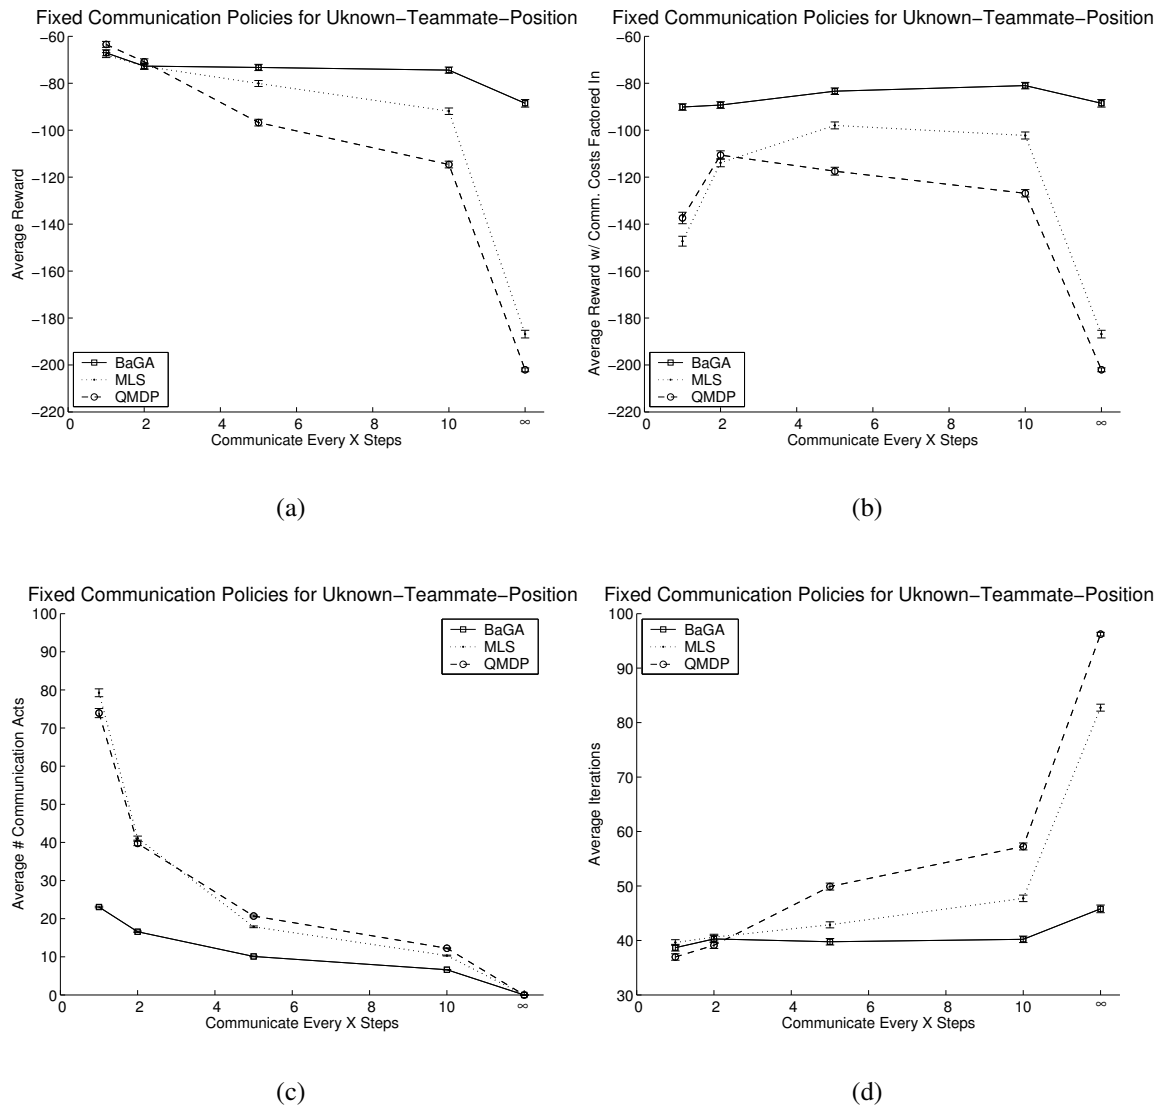 Fixed Communication Policies for Uknown−Teammate−Position
−60
−80
−100
−120
−140
−160
−180
−200
−220
Average Reward
BaGA
MLS
QMDP
0 2 4 6 8 10 ∞
Communicate Every X Steps
(a)
Fixed Communication Policies for Uknown−Teammate−Position
−60
−80
−100
−120
−140
−160
−180
−200
−220
Average Reward w/ Comm. Costs Factored In
BaGA
MLS
QMDP
0 2 4 6 8 10 ∞
Communicate Every X Steps
(b)
Fixed Communication Policies for Uknown−Teammate−Position
100
90
80
70
60
50
40
30
20
10
0
Average # Communication Acts
BaGA
MLS
QMDP
0 2 4 6 8 10 ∞
Communicate Every X Steps
(c)
Fixed Communication Policies for Uknown−Teammate−Position
100
90
80
70
60
50
40
30
Average Iterations
BaGA
MLS
QMDP
0 2 4 6 8 10 ∞
Communicate Every X Steps
(d)